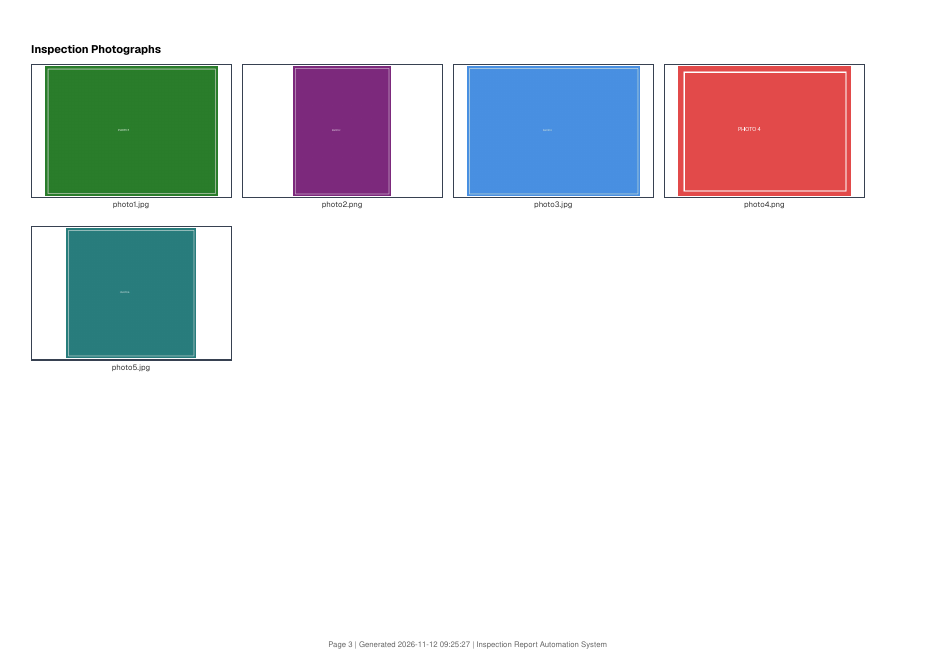 Inspection Photographs
PHOTO 4
photo1.jpg
photo2.png
photo3.jpg
photo4.png
photo5.jpg
Page 3 | Generated 2026-11-12 09:25:27 | Inspection Report Automation System